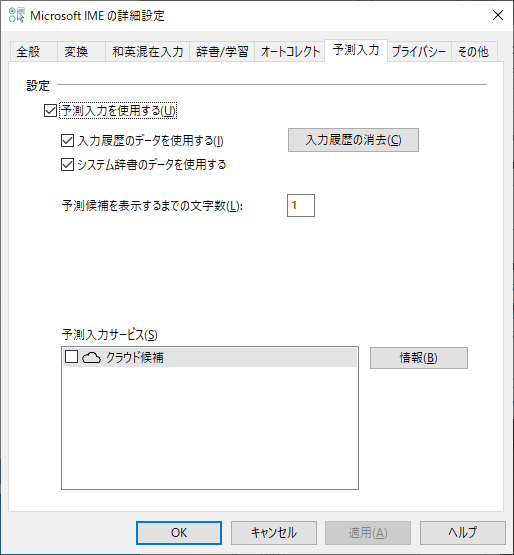 Microsoft IME の詳細設定
全般 変換 和英混在入力 辞書/学習 オートコレクト 予測入力 プライバシー その他
設定
予測入力を使用する(U)
入力履歴のデータを使用する(I) 入力履歴の消去(C)
システム辞書のデータを使用する
予測候補を表示するまでの文字数(L): 1
予測入力サービス(S)
クラウド候補 情報(B)
OK キャンセル 適用(A) ヘルプ